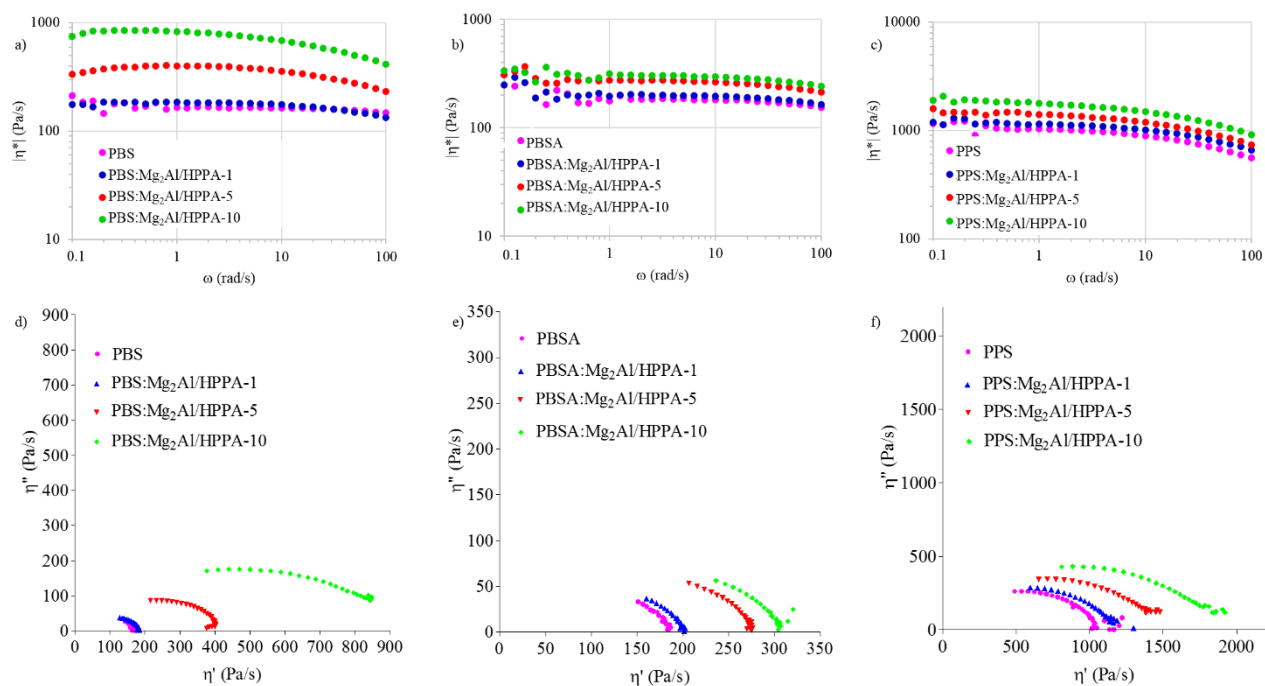 a)
1000
100
10
|η*| (Pa/s)
PBS
PBS:Mg₂Al/HPPA-1
PBS:Mg₂Al/HPPA-5
PBS:Mg₂Al/HPPA-10
0.1 1 10 100
ω (rad/s)
b)
1000
100
10
|η*| (Pa/s)
PBSA
PBSA:Mg₂Al/HPPA-1
PBSA:Mg₂Al/HPPA-5
PBSA:Mg₂Al/HPPA-10
0.1 1 10 100
ω (rad/s)
c)
10000
1000
100
|η*| (Pa/s)
PPS
PPS:Mg₂Al/HPPA-1
PPS:Mg₂Al/HPPA-5
PPS:Mg₂Al/HPPA-10
0.1 1 10 100
ω (rad/s)
d)
900
800
700
600
500
400
300
200
100
0
η" (Pa/s)
PBS
PBS:Mg₂Al/HPPA-1
PBS:Mg₂Al/HPPA-5
PBS:Mg₂Al/HPPA-10
0 100 200 300 400 500 600 700 800 900
η' (Pa/s)
e)
350
300
250
200
150
100
50
0
η" (Pa/s)
PBSA
PBSA:Mg₂Al/HPPA-1
PBSA:Mg₂Al/HPPA-5
PBSA:Mg₂Al/HPPA-10
0 50 100 150 200 250 300 350
η' (Pa/s)
f)
2000
1500
1000
500
0
η" (Pa/s)
PPS
PPS:Mg₂Al/HPPA-1
PPS:Mg₂Al/HPPA-5
PPS:Mg₂Al/HPPA-10
0 500 1000 1500 2000
η' (Pa/s)